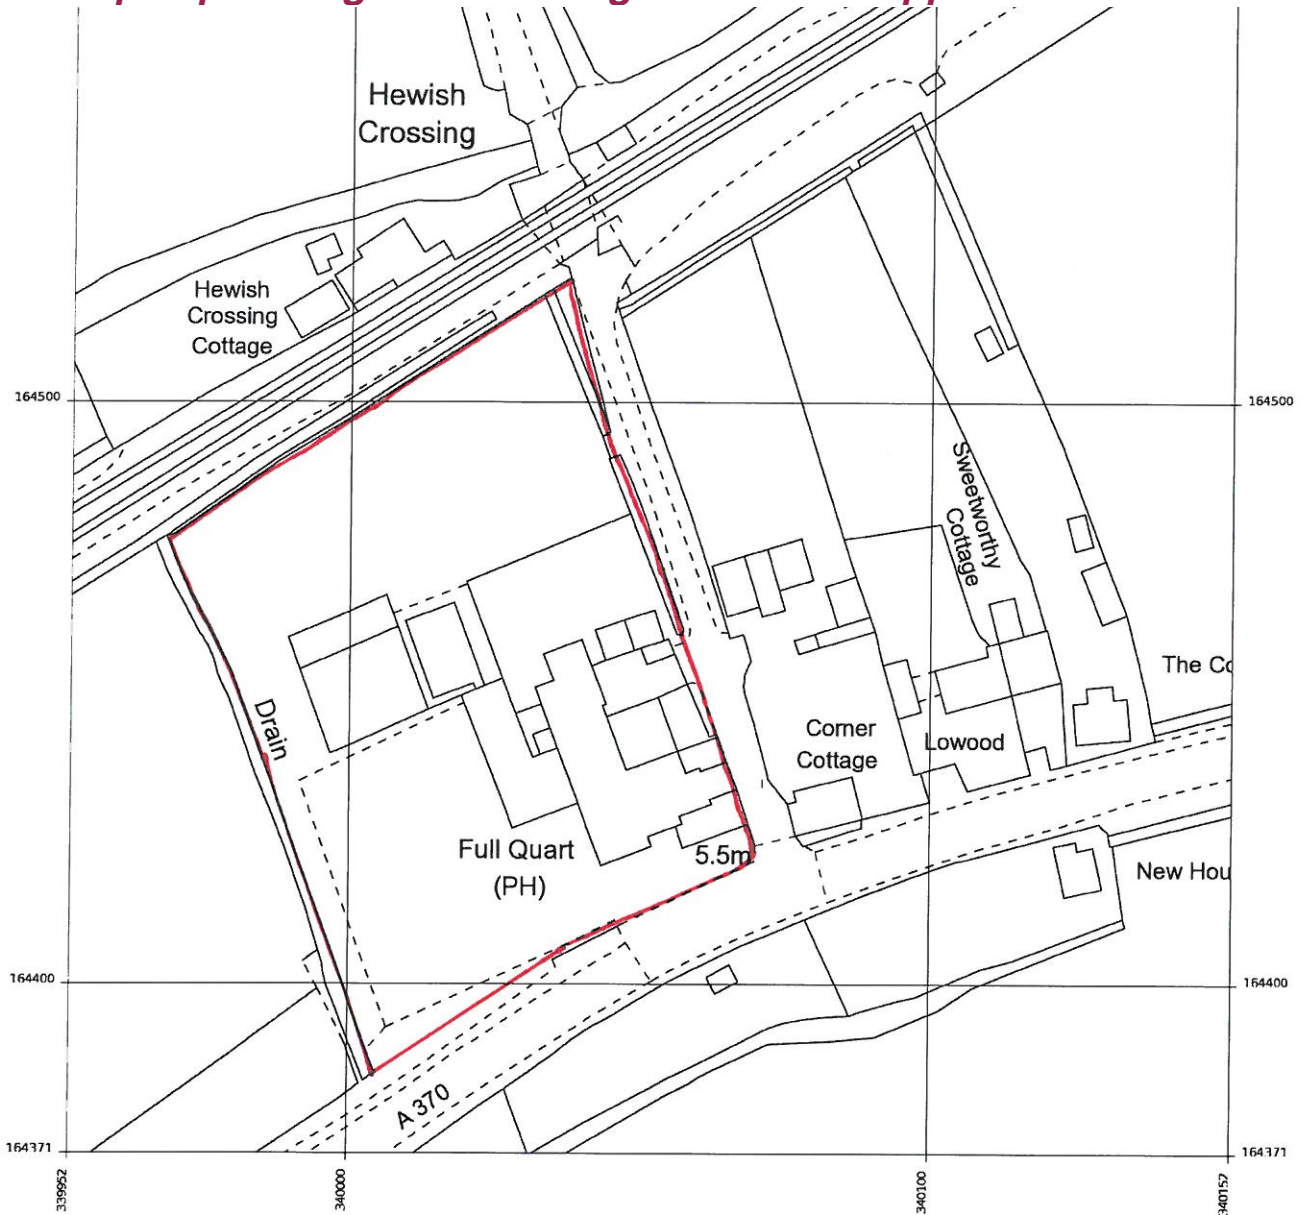 Hewish
Crossing
Hewish
Crossing
Cottage
164500
164500
Sweetworthy
Cottage
The Co
Drain
Corner
Cottage
Lowood
Full Quart
(PH)
5.5m
New Hou
164400
164400
A 370
164371
164371
339952
340000
340100
340157